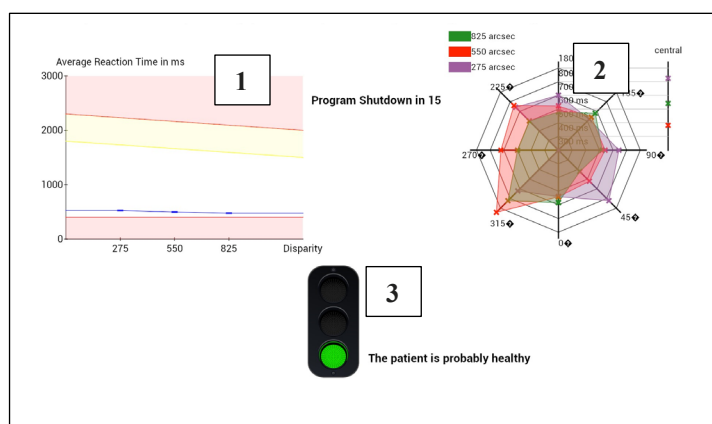 Average Reaction Time in ms
1
3000
2000
1000
0
275
550
825
Disparity
Program Shutdown in 15
825 arcsec
550 arcsec
275 arcsec
2
central
225�
270�
315�
0�
45�
90�
3
The patient is probably healthy